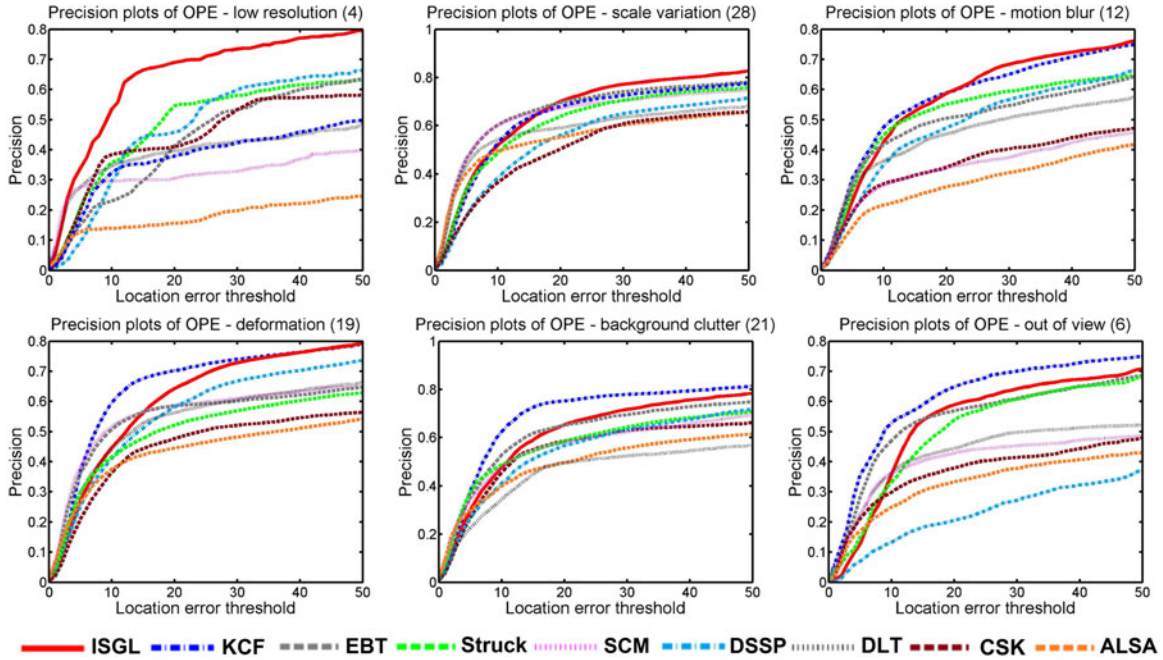 Precision plots of OPE - low resolution (4)
Precision
0.8
0.7
0.6
0.5
0.4
0.3
0.2
0.1
0
0 10 20 30 40 50
Location error threshold
Precision plots of OPE - scale variation (28)
Precision
1
0.8
0.6
0.4
0.2
0
0 10 20 30 40 50
Location error threshold
Precision plots of OPE - motion blur (12)
Precision
0.8
0.7
0.6
0.5
0.4
0.3
0.2
0.1
0
0 10 20 30 40 50
Location error threshold
Precision plots of OPE - deformation (19)
Precision
0.8
0.7
0.6
0.5
0.4
0.3
0.2
0.1
0
0 10 20 30 40 50
Location error threshold
Precision plots of OPE - background clutter (21)
Precision
1
0.8
0.6
0.4
0.2
0
0 10 20 30 40 50
Location error threshold
Precision plots of OPE - out of view (6)
Precision
0.8
0.7
0.6
0.5
0.4
0.3
0.2
0.1
0
0 10 20 30 40 50
Location error threshold
ISGL KCF EBT Struck SCM DSSP DLT CSK ALSA